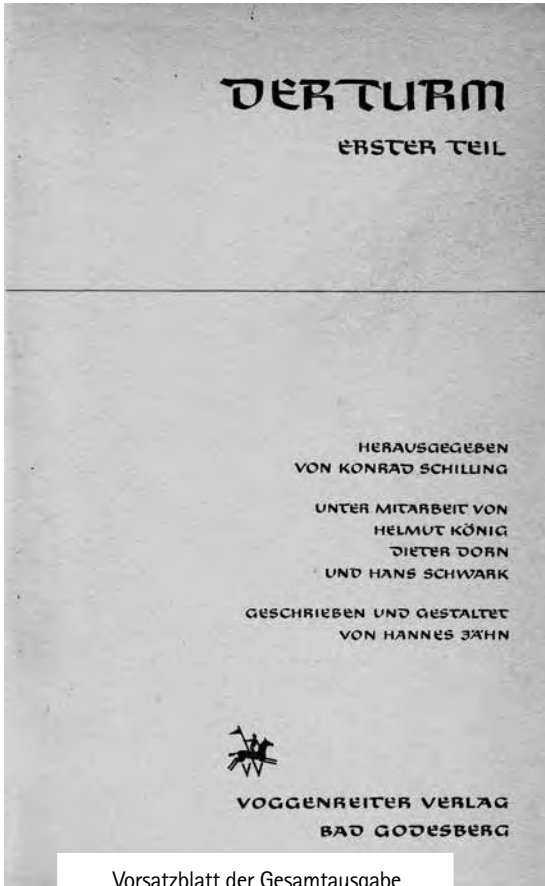 DER TURM
ERSTER TEIL
HERAUSGEGEBEN
VON KONRAD SCHILLING
UNTER MITARBEIT VON
HELMUT KÖNIG
DIETER DORN
UND HANS SCHWARK
GESCHRIEBEN UND GESTALTET
VON HANNES JÄHN
VOGGENREITER VERLAG
BAD GODESBERG
Vorsatzblatt der Gesamtausgabe